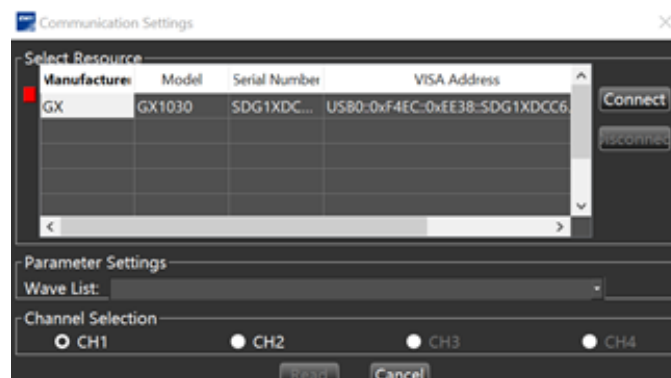 Communication Settings
Select Resource
Manufacturer Model Serial Number VISA Address
GX GX1030 SDG1XDC... USB0::0xF4EC::0xEE38::SDG1XDCC6.
Connect
Disconnect
Parameter Settings
Wave List:
Channel Selection
CH1 CH2 CH3 CH4
Read Cancel